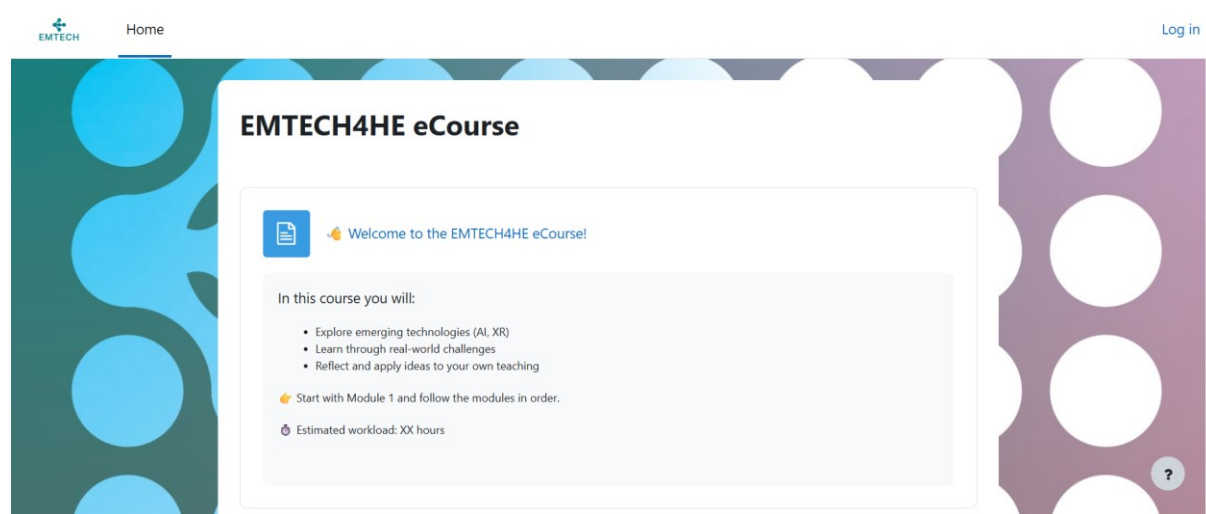 EMTECH
Home
Log in
EMTECH4HE eCourse
👋 Welcome to the EMTECH4HE eCourse!
In this course you will:
• Explore emerging technologies (AI, XR)
• Learn through real-world challenges
• Reflect and apply ideas to your own teaching
👉 Start with Module 1 and follow the modules in order.
⏱ Estimated workload: XX hours
?